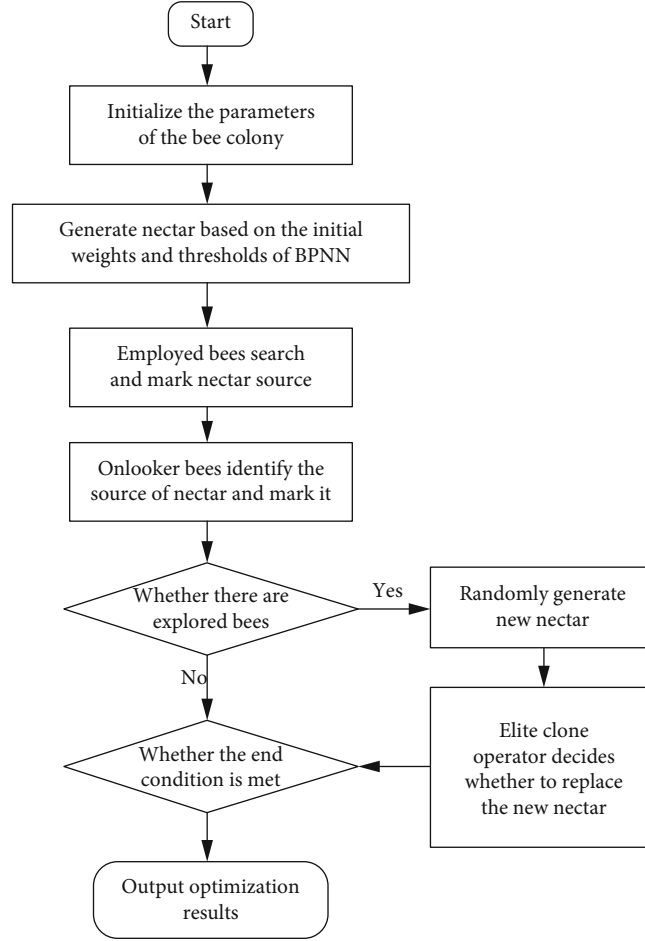 Start
Initialize the parameters
of the bee colony
Generate nectar based on the initial
weights and thresholds of BPNN
Employed bees search
and mark nectar source
Onlooker bees identify the
source of nectar and mark it
Whether there are
explored bees
Yes
Randomly generate
new nectar
No
Elite clone
operator decides
whether to replace
the new nectar
Whether the end
condition is met
Output optimization
results